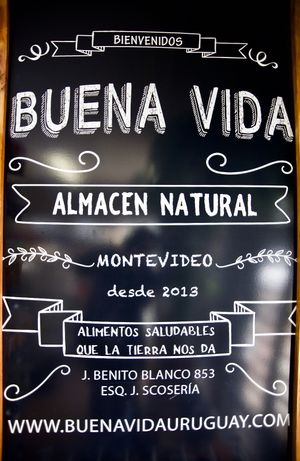 BIENVENIDOS
BUENA VIDA
ALMACEN NATURAL
MONTEVIDEO
desde 2013
ALIMENTOS SALUDABLES
QUE LA TIERRA NOS DA
J. BENITO BLANCO 853
ESQ. J. SCOSERÍA
WWW.BUENAVIDAURUGUAY.COM